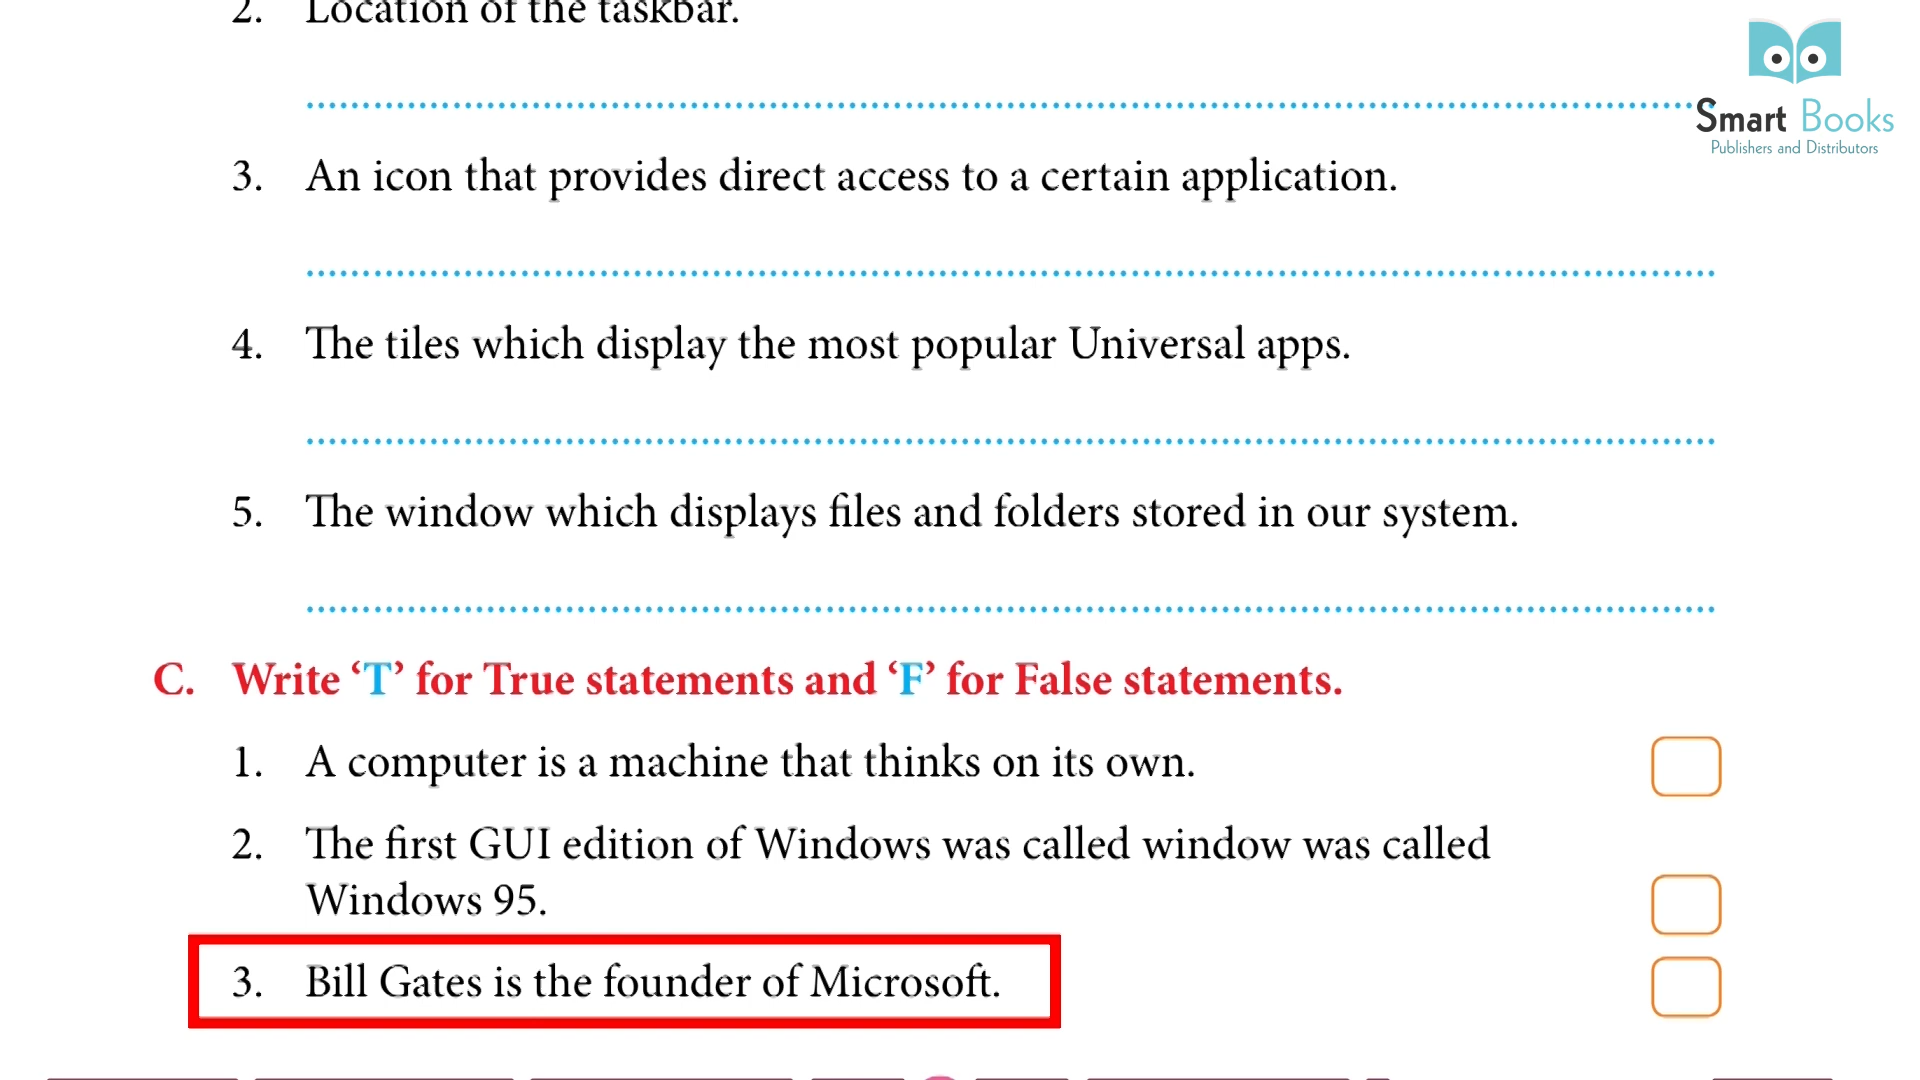 2. Location of the taskbar.
Smart Books
Publishers and Distributors
3. An icon that provides direct access to a certain application.
4. The tiles which display the most popular Universal apps.
5. The window which displays files and folders stored in our system.
C. Write ‘T’ for True statements and ‘F’ for False statements.
1. A computer is a machine that thinks on its own.
2. The first GUI edition of Windows was called window was called
Windows 95.
3. Bill Gates is the founder of Microsoft.